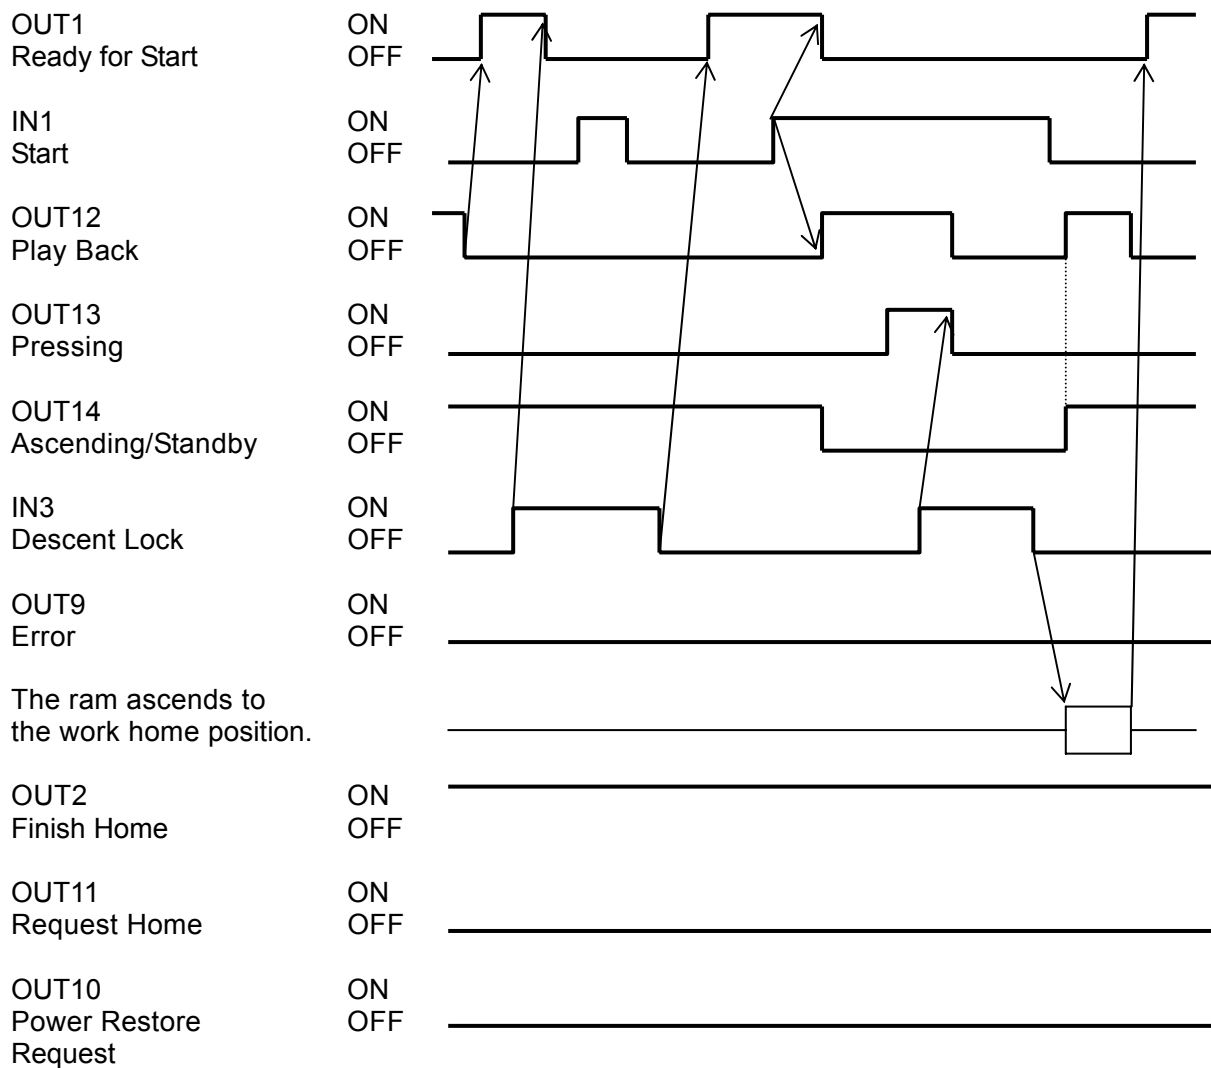 OUT1 ON
Ready for Start OFF
IN1 ON
Start OFF
OUT12 ON
Play Back OFF
OUT13 ON
Pressing OFF
OUT14 ON
Ascending/Standby OFF
IN3 ON
Descent Lock OFF
OUT9 ON
Error OFF
The ram ascends to
the work home position.
OUT2 ON
Finish Home OFF
OUT11 ON
Request Home OFF
OUT10 ON
Power Restore OFF
Request